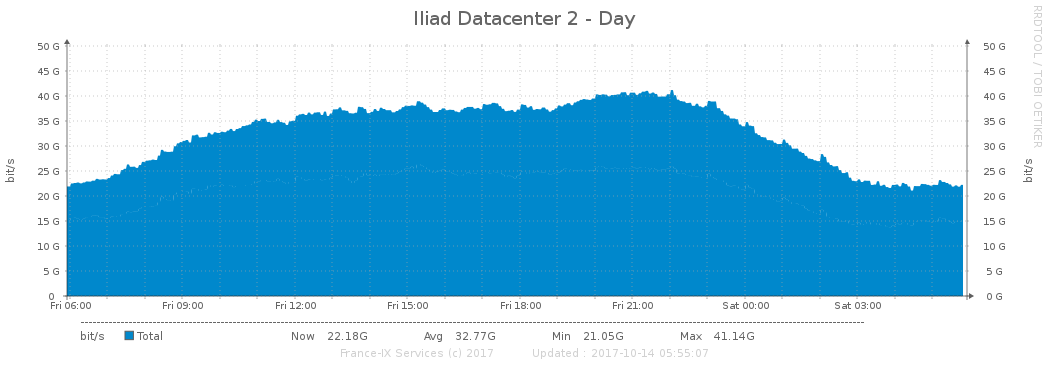 Iliad Datacenter 2 - Day
RRDTOOL / TOBI OETIKER
bit/s
50 G 50 G
45 G 45 G
40 G 40 G
35 G 35 G
30 G 30 G
25 G 25 G
20 G 20 G
15 G 15 G
10 G 10 G
5 G 5 G
0 0 G
bit/s
Fri 06:00 Fri 09:00 Fri 12:00 Fri 15:00 Fri 18:00 Fri 21:00 Sat 00:00 Sat 03:00
bit/s Total Now 22.18G Avg 32.77G Min 21.05G Max 41.14G
France-IX Services (c) 2017 Updated : 2017-10-14 05:55:07